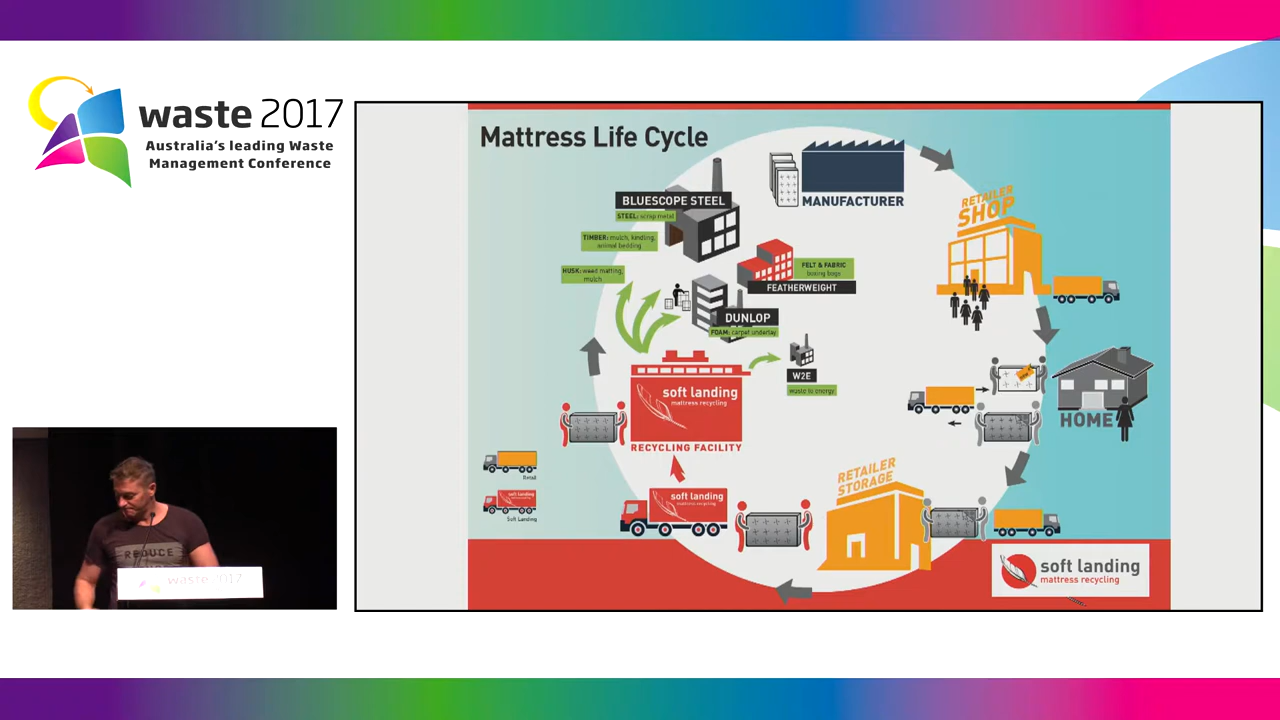 waste 2017
Australia's leading Waste
Management Conference
Mattress Life Cycle
MANUFACTURER
RETAILER
SHOP
BLUESCOPE STEEL
STEEL: scrap metal
TIMBER: mulch, kindling,
animal bedding
HUSK: weed matting,
mulch
FELT & FABRIC
boxing bags
FEATHERWEIGHT
DUNLOP
FOAM: carpet underlay
W2E
waste to energy
soft landing
mattress recycling
RECYCLING FACILITY
HOME
RETAILER
STORAGE
Retail
soft landing
mattress recycling
Soft Landing
soft landing
mattress recycling
soft landing
mattress recycling
REDUCE
waste 2017